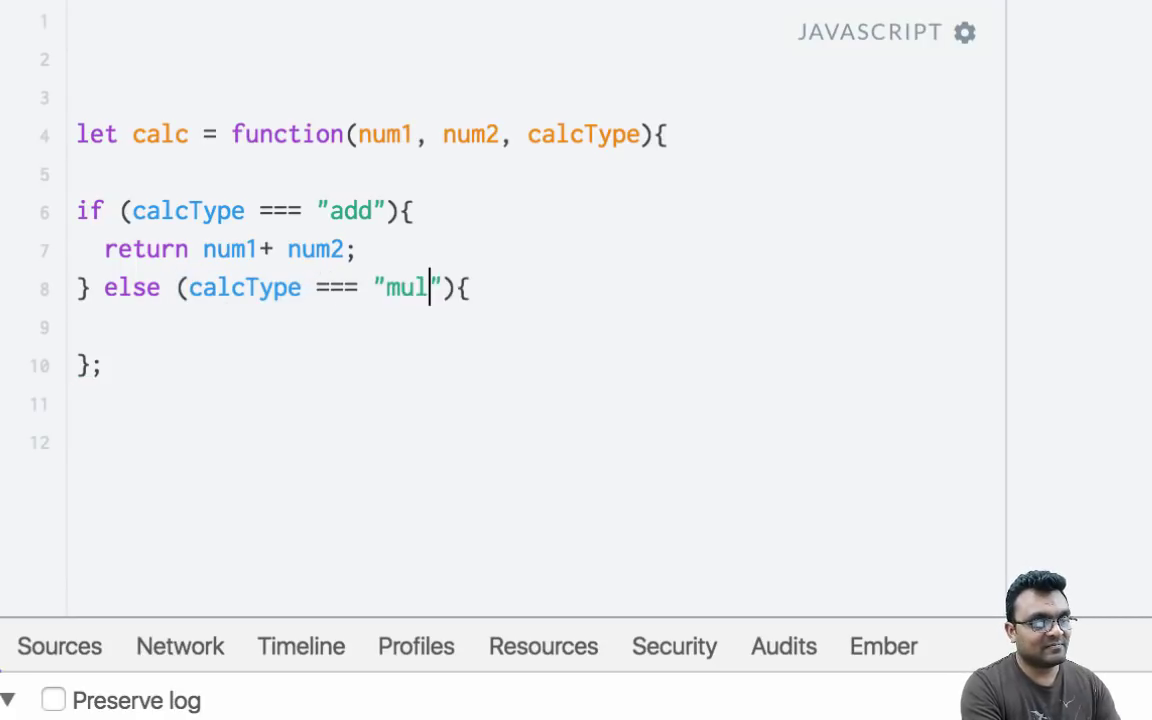 JAVASCRIPT
1
2
3
4 let calc = function(num1, num2, calcType){
5
6 if (calcType === "add"){
7 return num1+ num2;
8 } else (calcType === "mul"){
9
10 };
11
12
Sources Network Timeline Profiles Resources Security Audits Ember
Preserve log